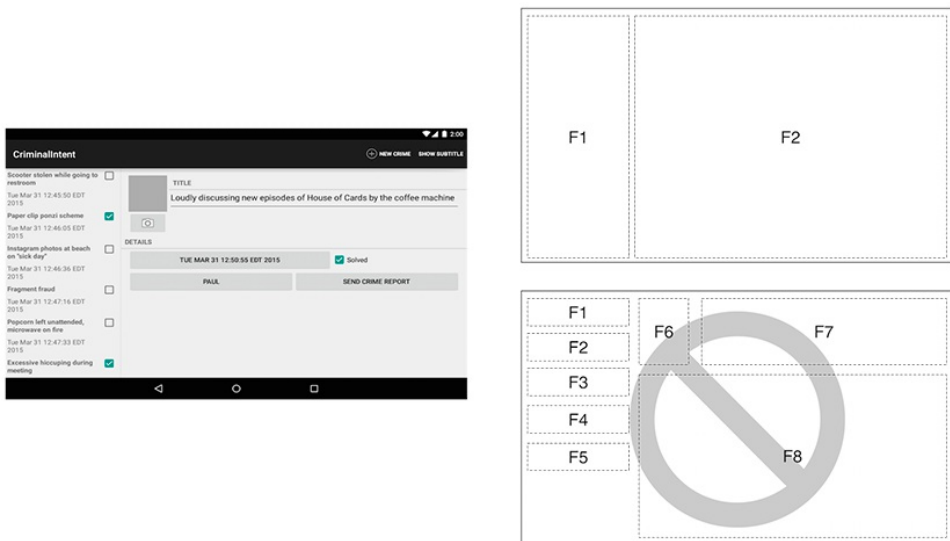 2:00
CriminalIntent
NEW CRIME SHOW SUBTITLE
Scooter stolen while going to
restroom
Tue Mar 31 12:45:50 EDT
2015
Paper clip ponzi scheme
Tue Mar 31 12:46:05 EDT
2015
Instagram photos at beach
on "sick day"
Tue Mar 31 12:46:36 EDT
2015
Fragment fraud
Tue Mar 31 12:47:16 EDT
2015
Popcorn left unattended,
microwave on fire
Tue Mar 31 12:47:33 EDT
2015
Excessive hiccuping during
meeting
TITLE
Loudly discussing new episodes of House of Cards by the coffee machine
DETAILS
TUE MAR 31 12:50:55 EDT 2015
Solved
PAUL
SEND CRIME REPORT
F1
F2
F1
F2
F3
F4
F5
F6
F7
F8